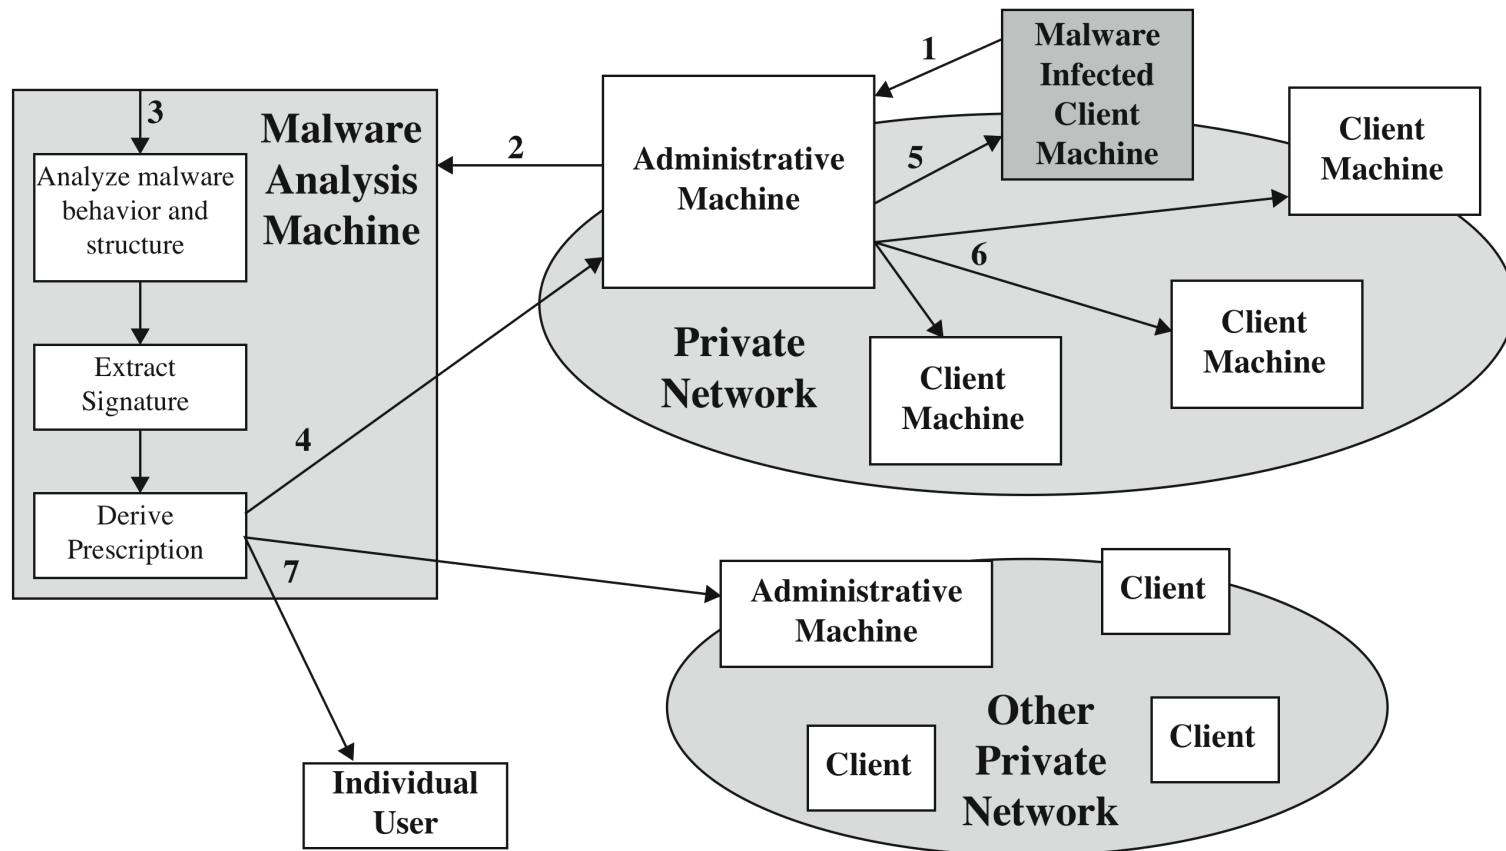 1
Malware
Infected
Client
Machine
3
Malware
Analysis
Machine
2
Administrative
Machine
5
Client
Machine
Analyze malware
behavior and
structure
6
Private
Network
Client
Machine
Client
Machine
Extract
Signature
4
Derive
Prescription
7
Administrative
Machine
Client
Other
Private
Network
Client
Client
Individual
User